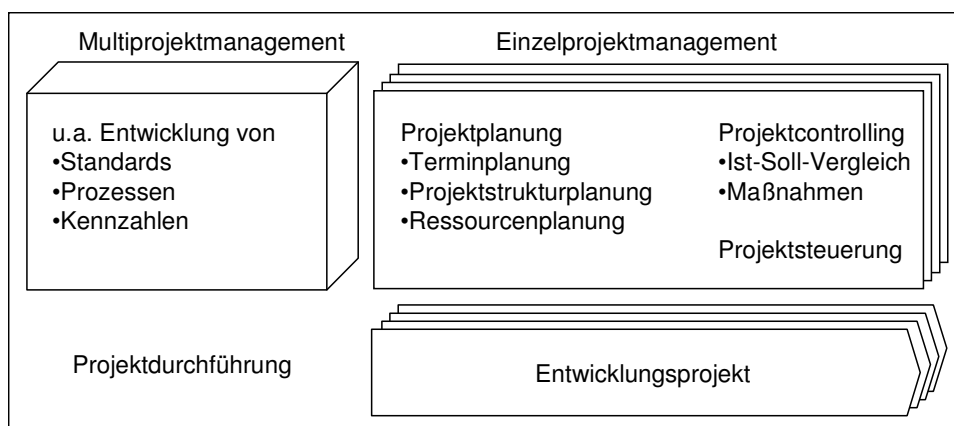 Multiprojektmanagement
Einzelprojektmanagement
u.a. Entwicklung von
•Standards
•Prozessen
•Kennzahlen
Projektplanung
•Terminplanung
•Projektstrukturplanung
•Ressourcenplanung
Projektcontrolling
•Ist-Soll-Vergleich
•Maßnahmen
Projektsteuerung
Projektdurchführung
Entwicklungsprojekt